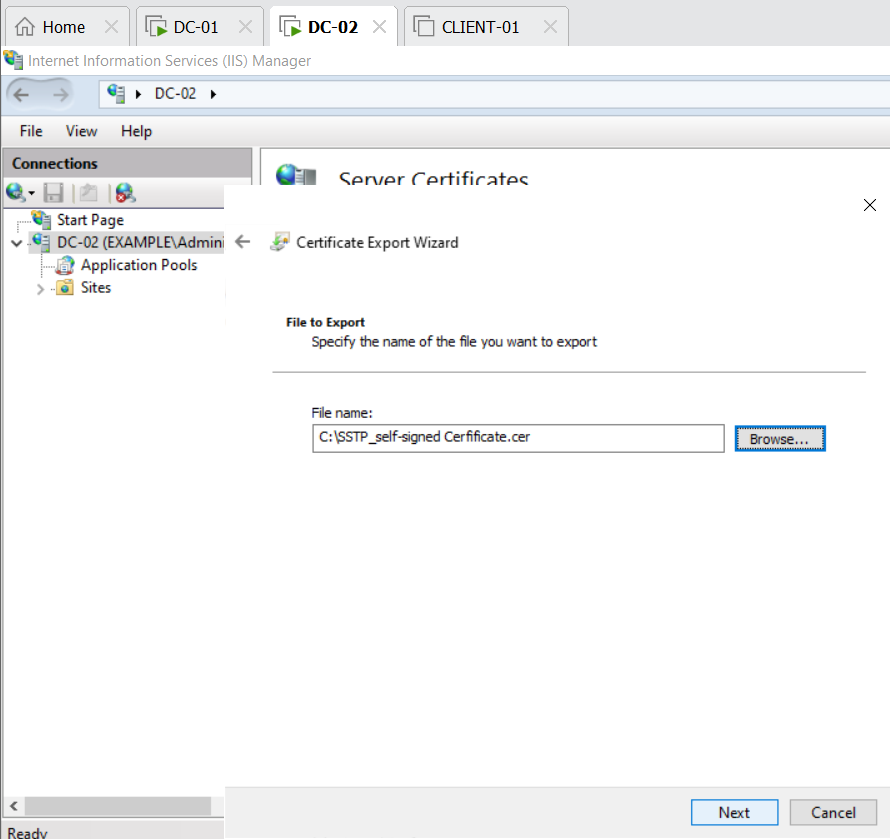 Home
DC-01
DC-02
CLIENT-01
Internet Information Services (IIS) Manager
DC-02
File View Help
Connections
Server Certificates
Start Page
DC-02 (EXAMPLE\Admini
Application Pools
Sites
Certificate Export Wizard
File to Export
Specify the name of the file you want to export
File name:
C:\SSTP_self-signed Cerfificate.cer
Browse...
Next
Cancel
Ready